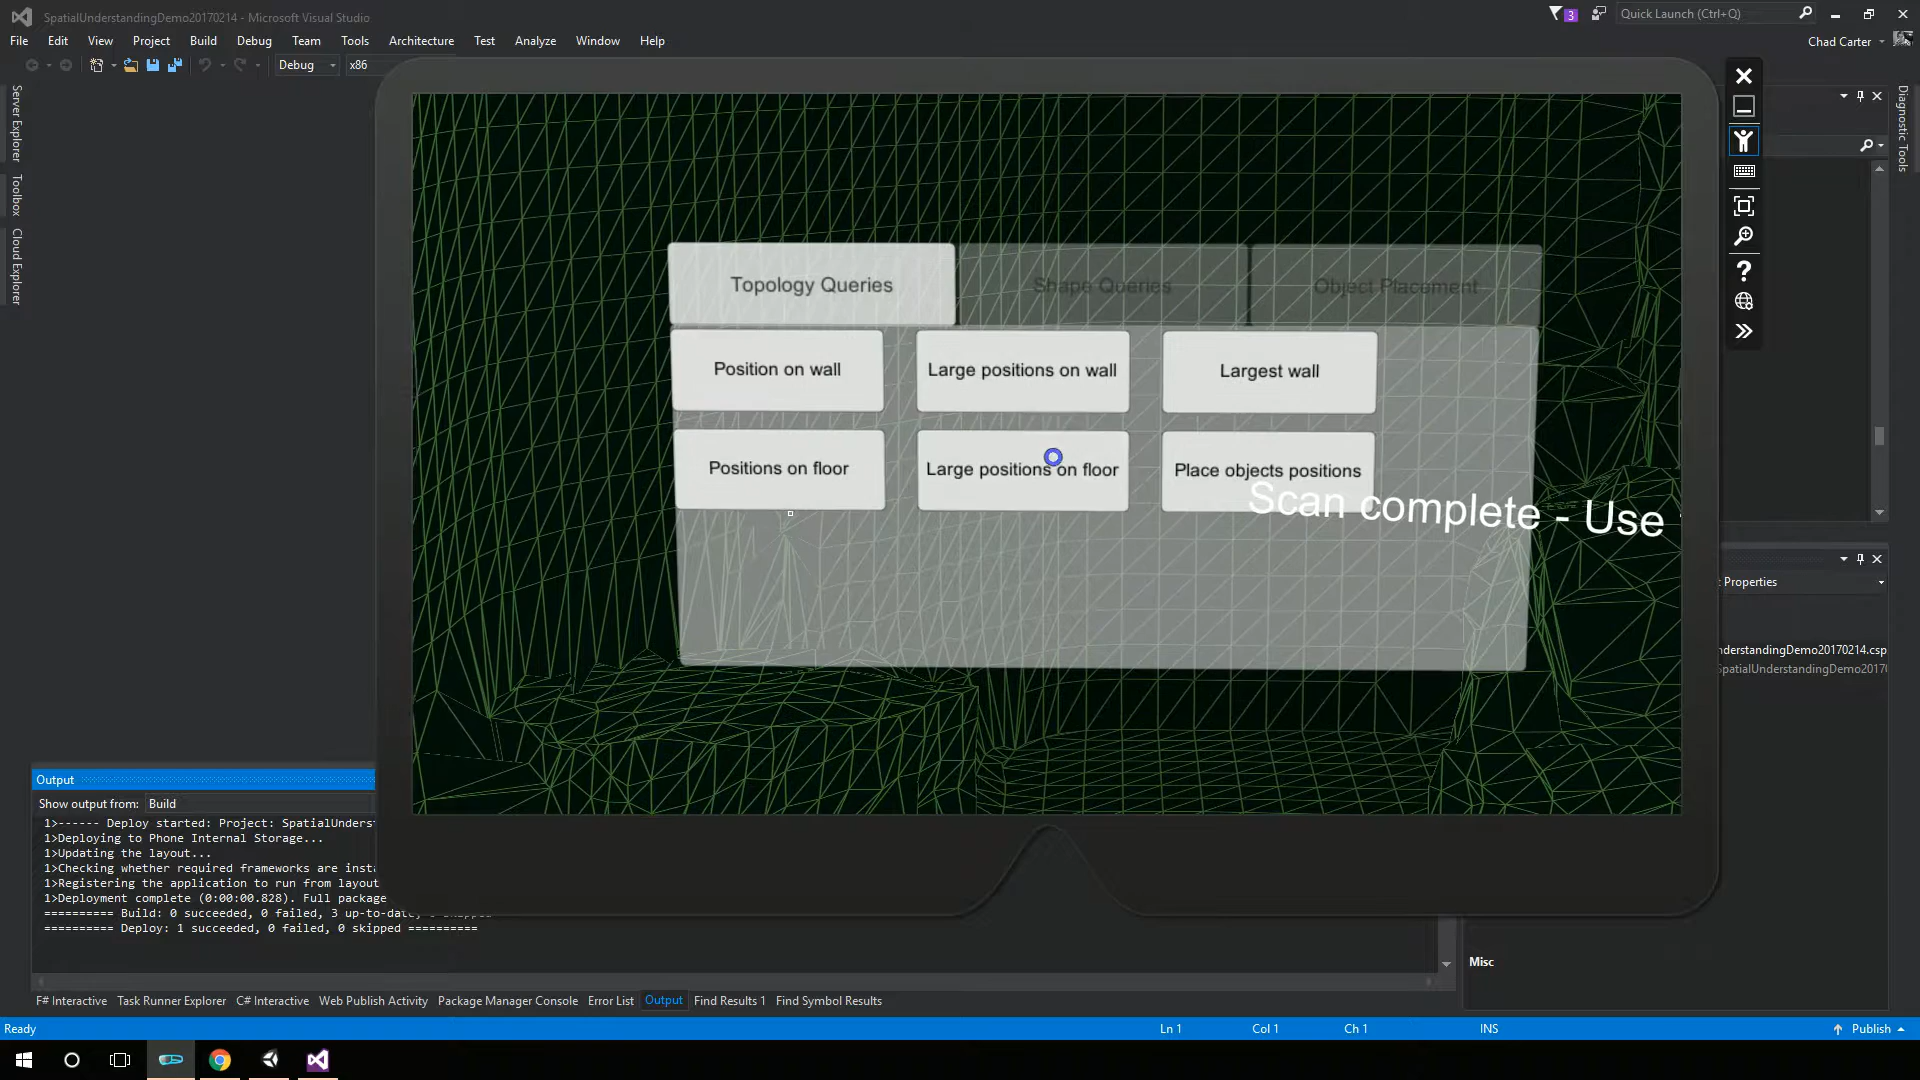 SpatialUnderstandingDemo20170214 - Microsoft Visual Studio
3
Quick Launch (Ctrl+Q)
File Edit View Project Build Debug Team Tools Architecture Test Analyze Window Help
Chad Carter
Debug x86
Server Explorer
Toolbox
Cloud Explorer
Diagnostic Tools
Topology Queries Shape Queries Object Placement
Position on wall Large positions on wall Largest wall
Positions on floor Large positions on floor Place objects positions
Scan complete - Use
Properties
nderstandingDemo20170214.csp
SpatialUnderstandingDemo2017
Output
Show output from: Build
1>------ Deploy started: Project: SpatialUnders
1>Deploying to Phone Internal Storage...
1>Updating the layout...
1>Checking whether required frameworks are inst
1>Registering the application to run from layout
1>Deployment complete (0:00:00.828). Full package
========== Build: 0 succeeded, 0 failed, 3 up-to-date, 0 skipped
========== Deploy: 1 succeeded, 0 failed, 0 skipped ==========
Misc
F# Interactive Task Runner Explorer C# Interactive Web Publish Activity Package Manager Console Error List Output Find Results 1 Find Symbol Results
Ready Ln 1 Col 1 Ch 1 INS Publish